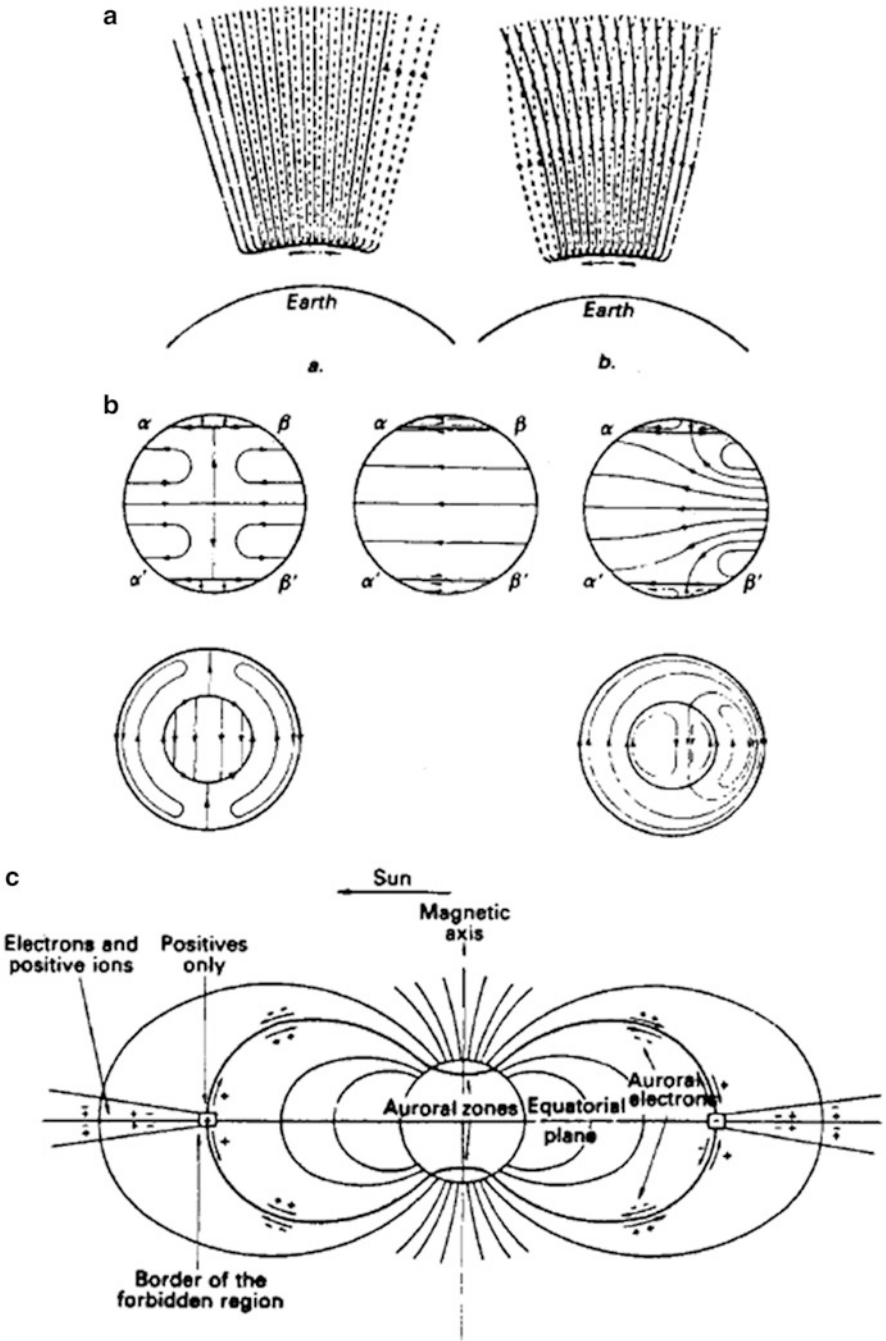 a
Earth
Earth
a.
b.
b
α
β
α
β
α
β
α'
β'
α'
β'
α'
β'
c
Sun
Magnetic
axis
Electrons and
positive ions
Positives
only
Auroral zones
Equatorial
plane
Auroral
electrons
Border of the
forbidden region